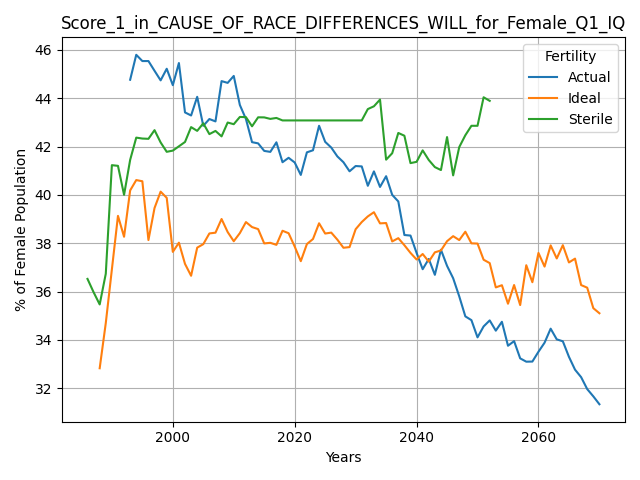 Score_1_in_CAUSE_OF_RACE_DIFFERENCES_WILL_for_Female_Q1_IQ
Fertility
Actual
Ideal
Sterile
% of Female Population
46
44
42
40
38
36
34
32
2000
2020
2040
2060
Years